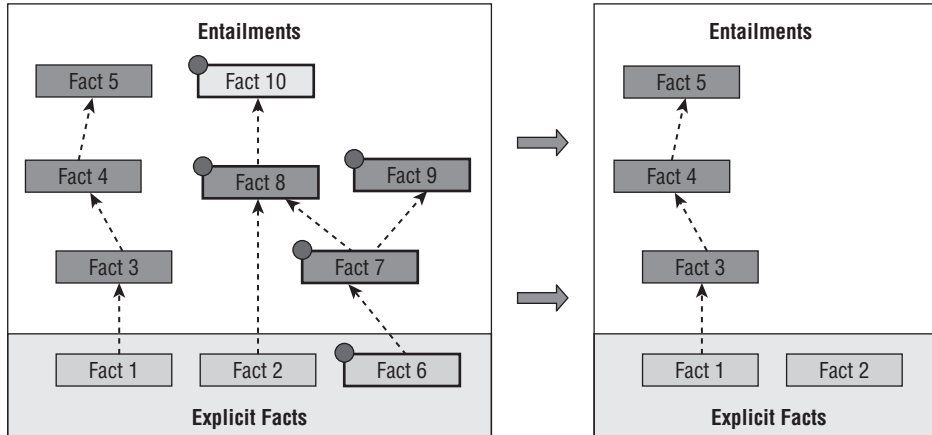 Entailments
Fact 5
Fact 10
Fact 4
Fact 8
Fact 9
Fact 3
Fact 7
Fact 1
Fact 2
Fact 6
Explicit Facts
Entailments
Fact 5
Fact 4
Fact 3
Fact 1
Fact 2
Explicit Facts